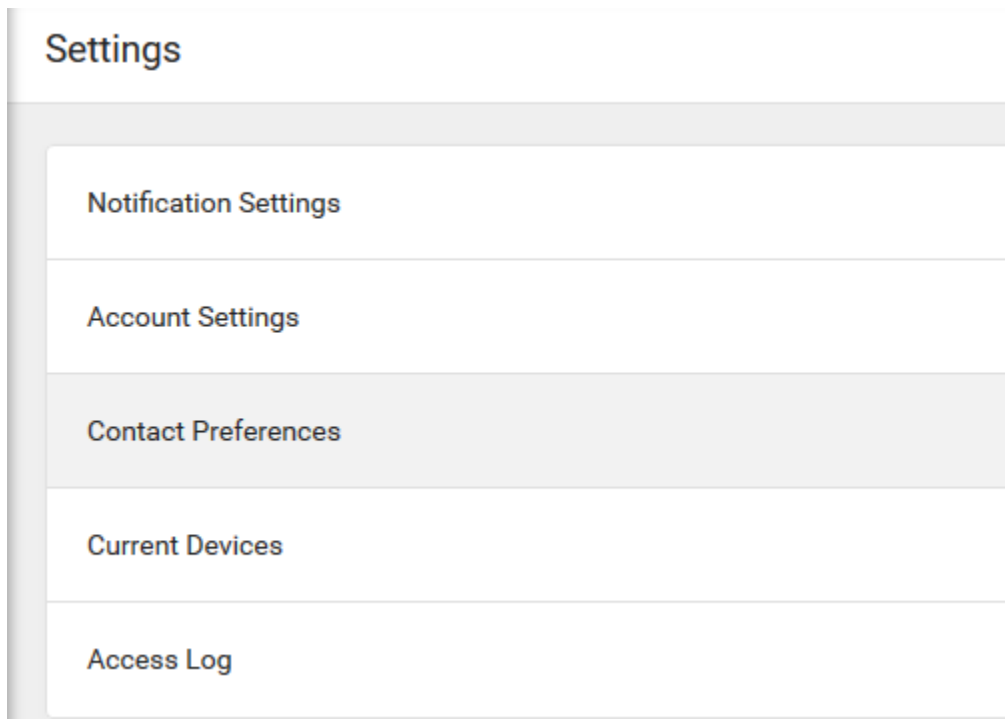 Settings
Notification Settings
Account Settings
Contact Preferences
Current Devices
Access Log